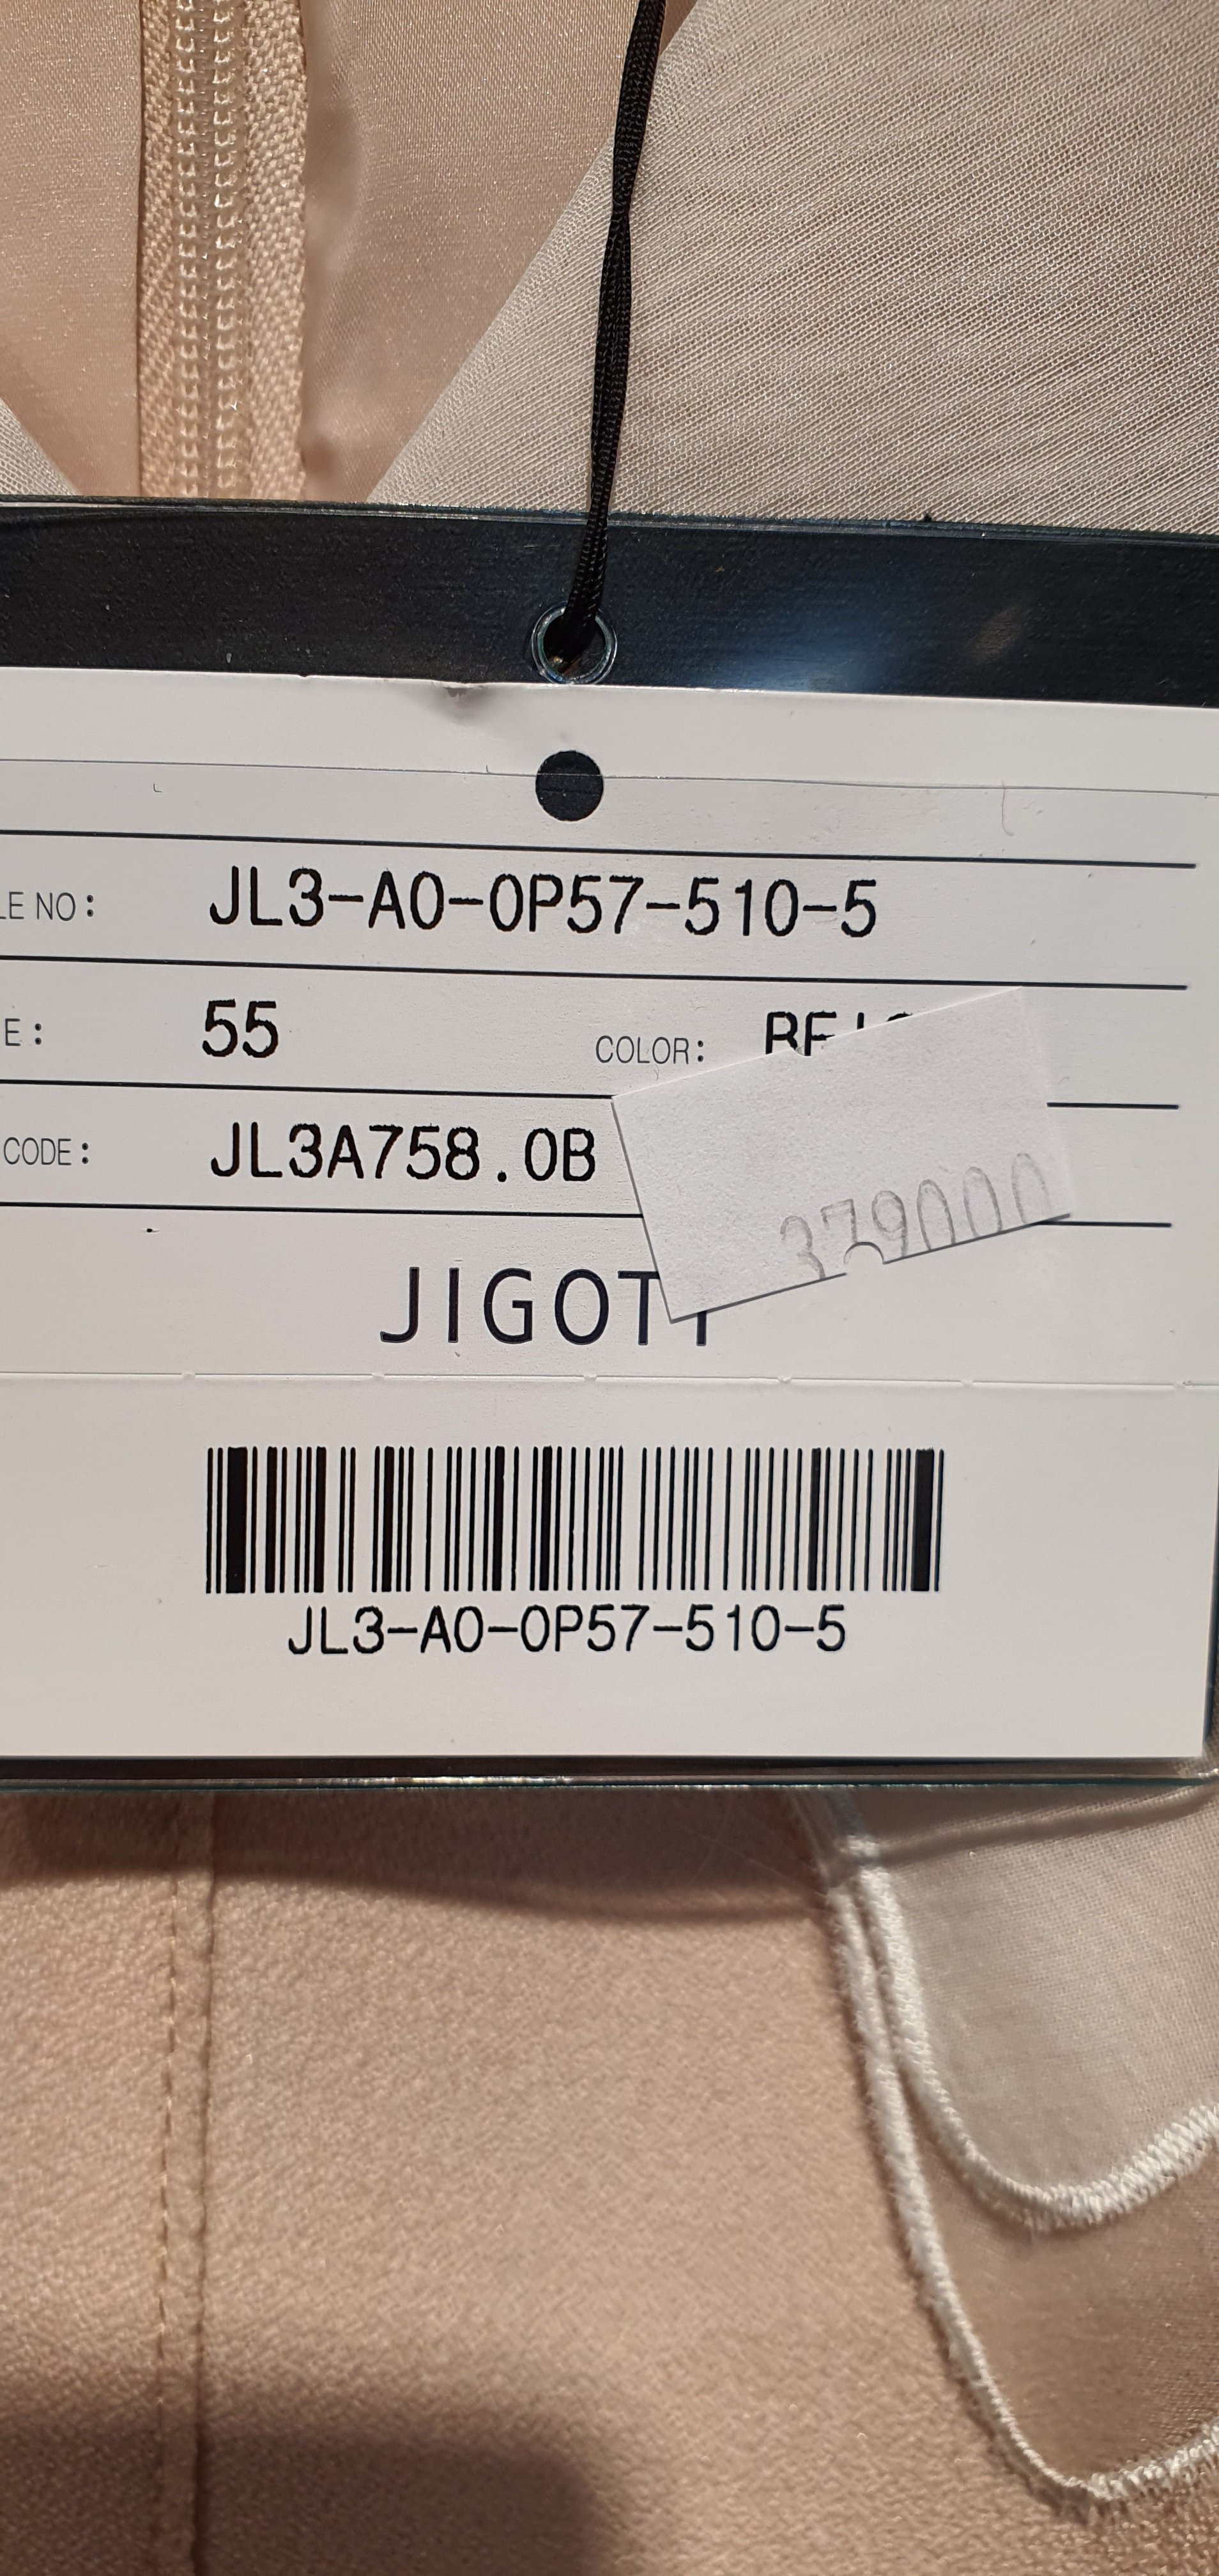 LE NO: JL3-A0-0P57-510-5
E: 55 COLOR:
CODE: JL3A758.0B
379000
JIGOTT
JL3-A0-0P57-510-5